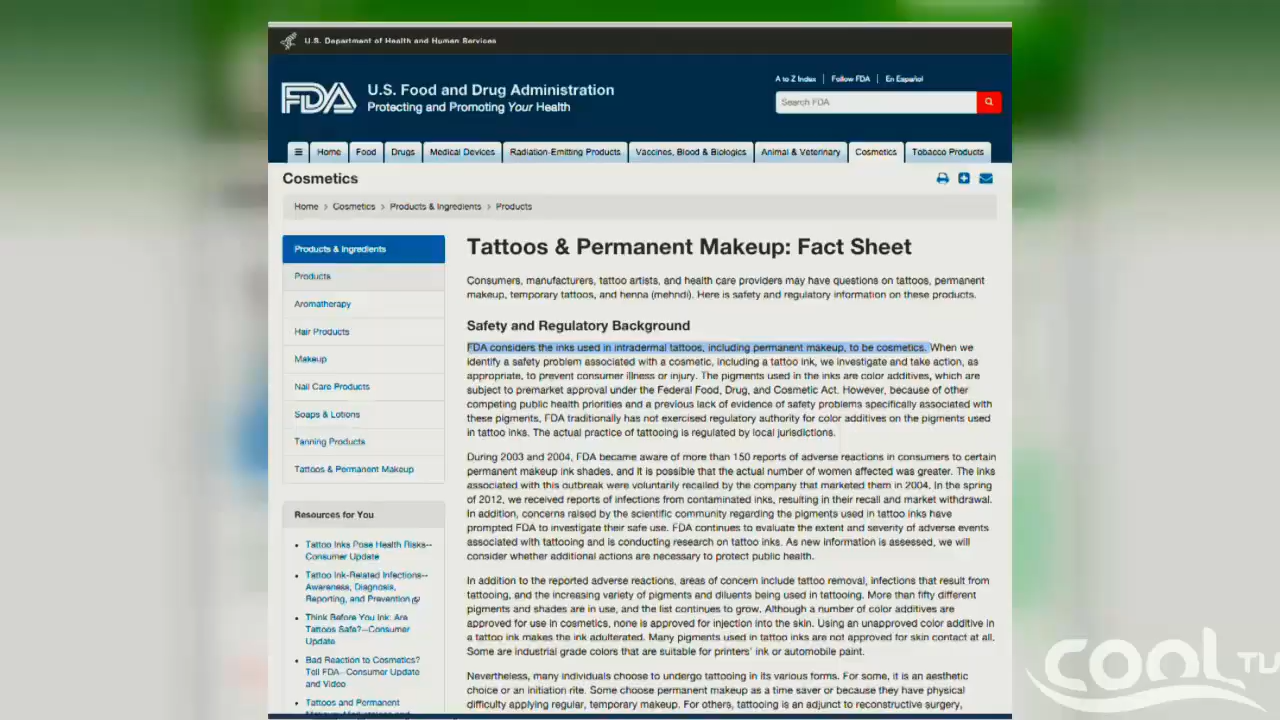 U.S. Department of Health and Human Services
FDA
U.S. Food and Drug Administration
Protecting and Promoting Your Health
A to Z Index | Follow FDA | En Español
Search FDA
Home
Food
Drugs
Medical Devices
Radiation-Emitting Products
Vaccines, Blood & Biologics
Animal & Veterinary
Cosmetics
Tobacco Products
Cosmetics
Home > Cosmetics > Products & Ingredients > Products
Products & Ingredients
Products
Aromatherapy
Hair Products
Makeup
Nail Care Products
Soaps & Lotions
Tanning Products
Tattoos & Permanent Makeup
Resources for You
Tattoo Inks Pose Health Risks--
Consumer Update
Tattoo Ink-Related Infections--
Awareness, Diagnosis,
Reporting, and Prevention
Think Before You Ink: Are
Tattoos Safe?--Consumer
Update
Bad Reaction to Cosmetics?
Tell FDA--Consumer Update
and Video
Tattoos and Permanent
Tattoos & Permanent Makeup: Fact Sheet
Consumers, manufacturers, tattoo artists, and health care providers may have questions on tattoos, permanent
makeup, temporary tattoos, and henna (mehndi). Here is safety and regulatory information on these products.
Safety and Regulatory Background
FDA considers the inks used in intradermal tattoos, including permanent makeup, to be cosmetics. When we
identify a safety problem associated with a cosmetic, including a tattoo ink, we investigate and take action, as
appropriate, to prevent consumer illness or injury. The pigments used in the inks are color additives, which are
subject to premarket approval under the Federal Food, Drug, and Cosmetic Act. However, because of other
competing public health priorities and a previous lack of evidence of safety problems specifically associated with
these pigments, FDA traditionally has not exercised regulatory authority for color additives on the pigments used
in tattoo inks. The actual practice of tattooing is regulated by local jurisdictions.
During 2003 and 2004, FDA became aware of more than 150 reports of adverse reactions in consumers to certain
permanent makeup ink shades, and it is possible that the actual number of women affected was greater. The inks
associated with this outbreak were voluntarily recalled by the company that marketed them in 2004. In the spring
of 2012, we received reports of infections from contaminated inks, resulting in their recall and market withdrawal.
In addition, concerns raised by the scientific community regarding the pigments used in tattoo inks have
prompted FDA to investigate their safe use. FDA continues to evaluate the extent and severity of adverse events
associated with tattooing and is conducting research on tattoo inks. As new information is assessed, we will
consider whether additional actions are necessary to protect public health.
In addition to the reported adverse reactions, areas of concern include tattoo removal, infections that result from
tattooing, and the increasing variety of pigments and diluents being used in tattooing. More than fifty different
pigments and shades are in use, and the list continues to grow. Although a number of color additives are
approved for use in cosmetics, none is approved for injection into the skin. Using an unapproved color additive in
a tattoo ink makes the ink adulterated. Many pigments used in tattoo inks are not approved for skin contact at all.
Some are industrial grade colors that are suitable for printers' ink or automobile paint.
Nevertheless, many individuals choose to undergo tattooing in its various forms. For some, it is an aesthetic
choice or an initiation rite. Some choose permanent makeup as a time saver or because they have physical
difficulty applying regular, temporary makeup. For others, tattooing is an adjunct to reconstructive surgery,
cool TV